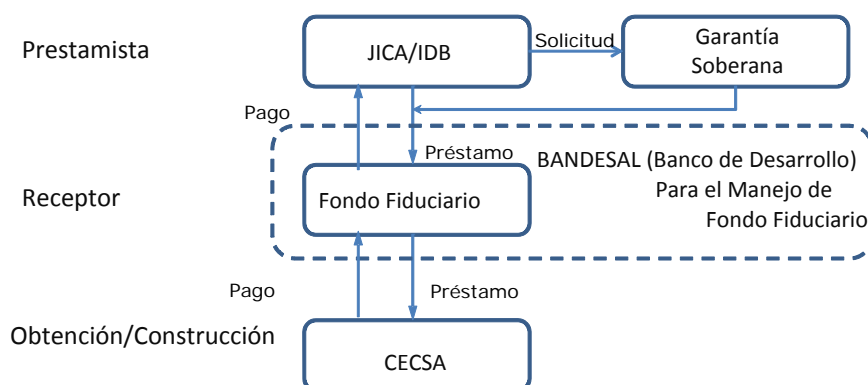 Prestamista
JICA/IDB
Solicitud
Garantía
Soberana
Pago
Préstamo
BANDESAL (Banco de Desarrollo)
Para el Manejo de
Fondo Fiduciario
Receptor
Fondo Fiduciario
Pago
Préstamo
Obtención/Construcción
CECSA